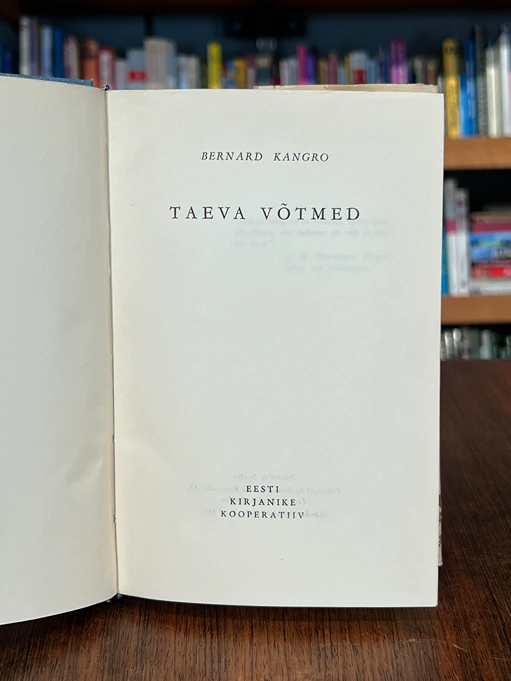 BERNARD KANGRO
TAEVA VÕTMED
EESTI
KIRJANIKE
KOOPERATIIV